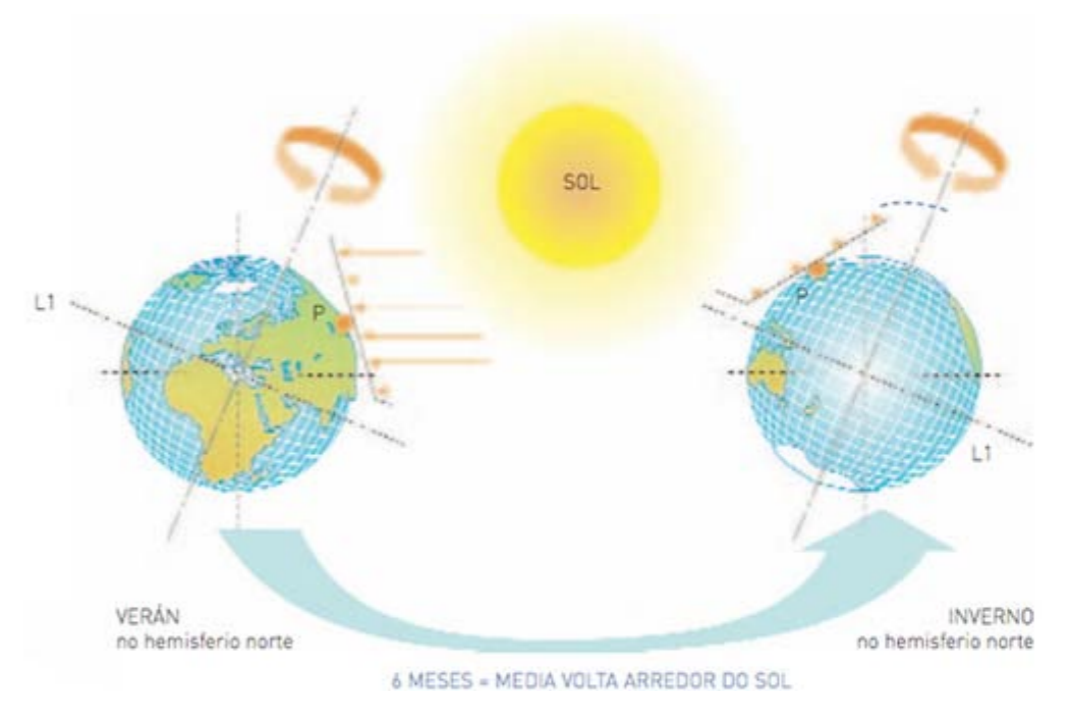 SOL
L1
P
P
L1
VERÁN
no hemisferio norte
INVERNO
no hemisferio norte
6 MESES = MEDIA VOLTA ARREDOR DO SOL